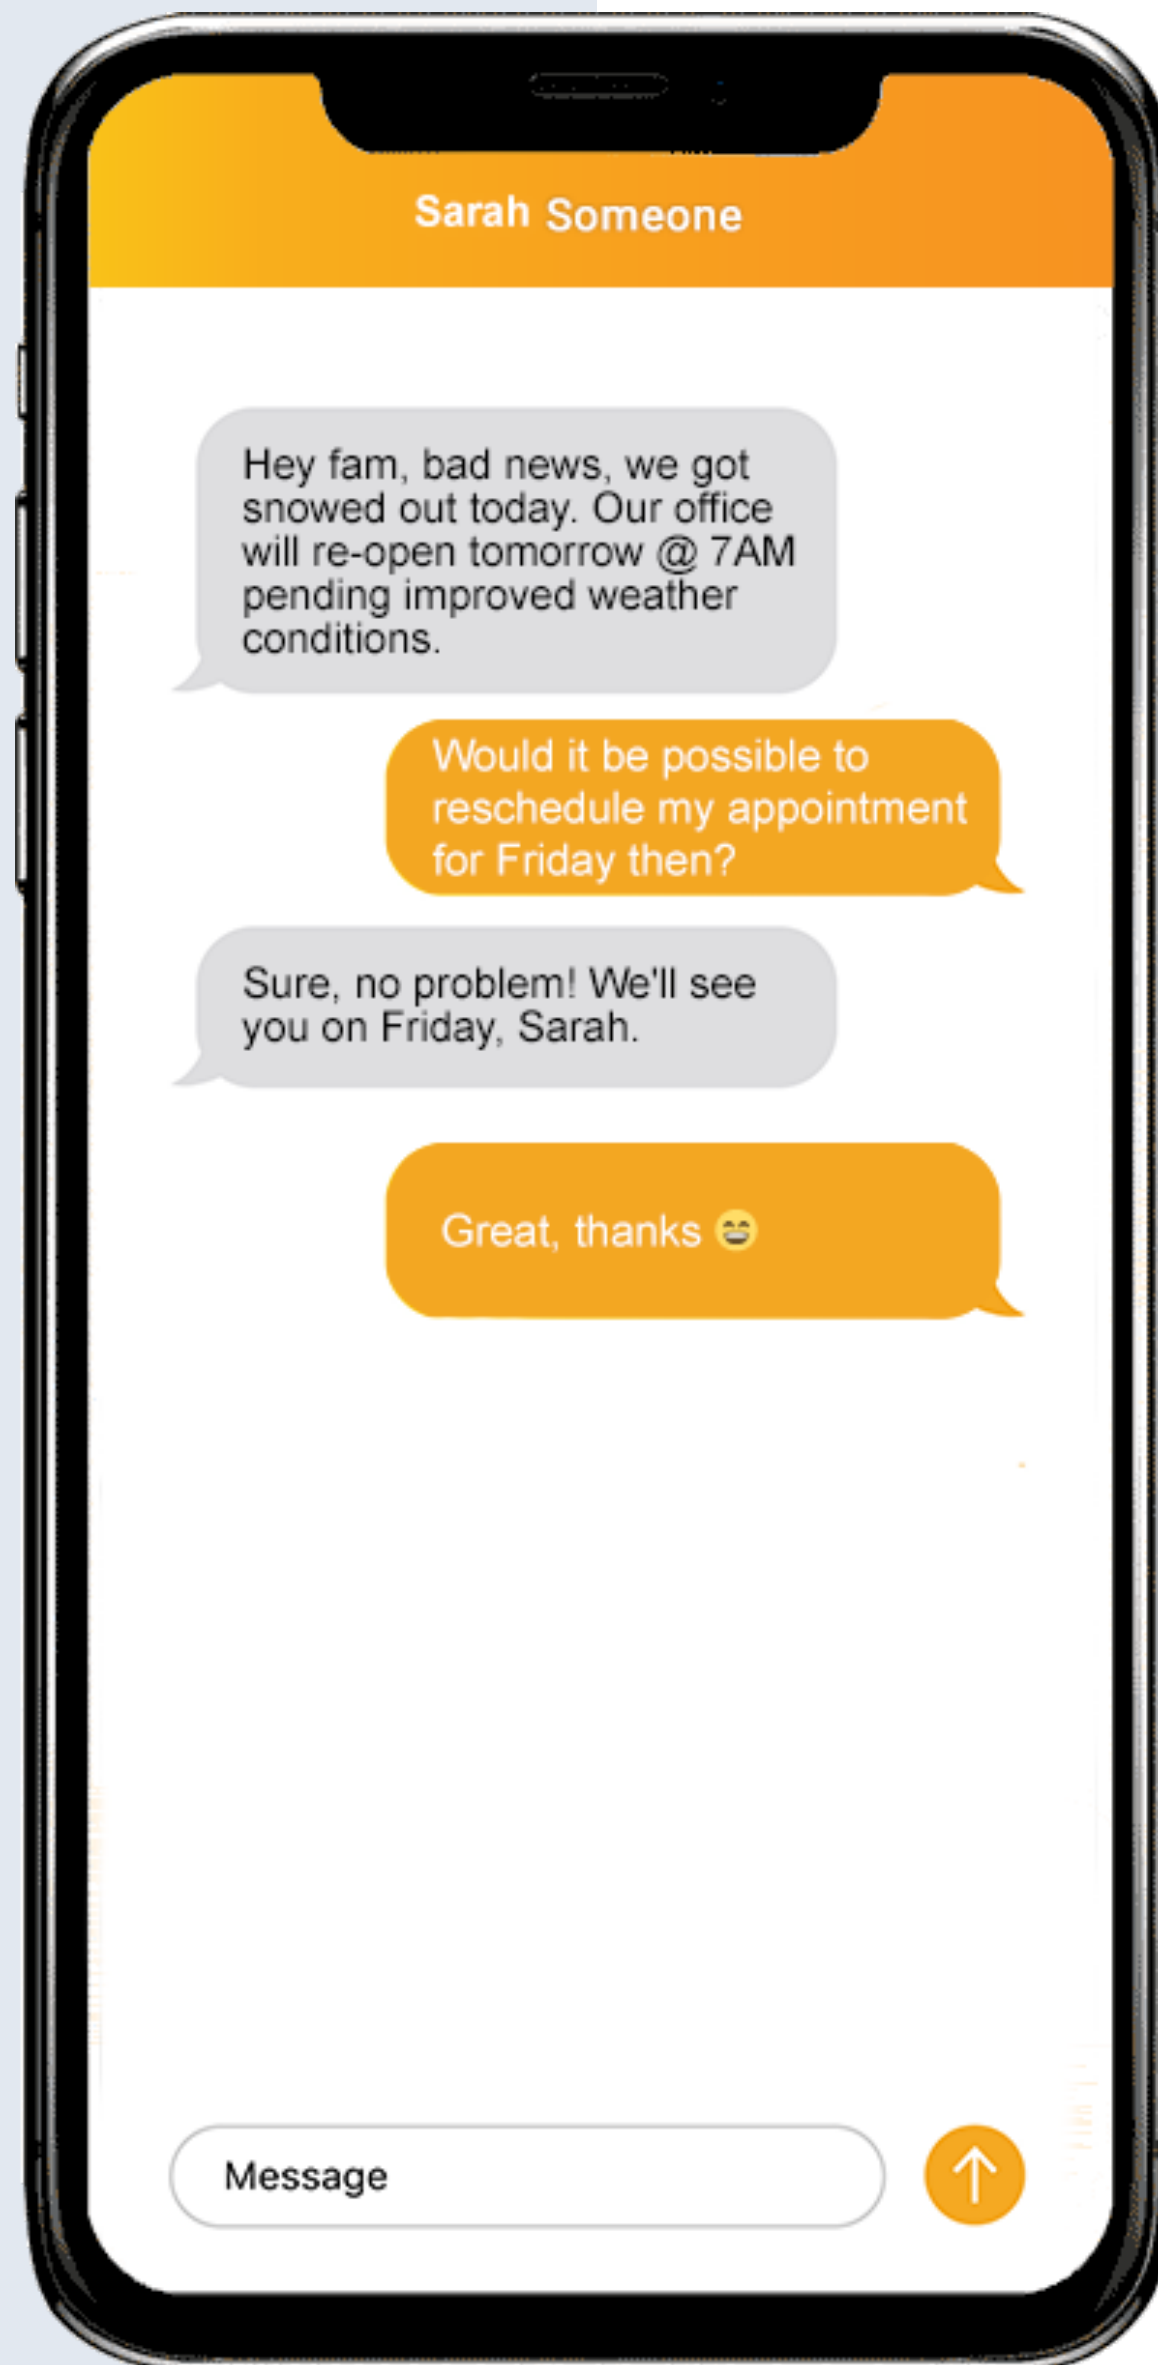 Sarah Someone
Hey fam, bad news, we got
snowed out today. Our office
will re-open tomorrow @ 7AM
pending improved weather
conditions.
Would it be possible to
reschedule my appointment
for Friday then?
Sure, no problem! We'll see
you on Friday, Sarah.
Great, thanks 😄
Message